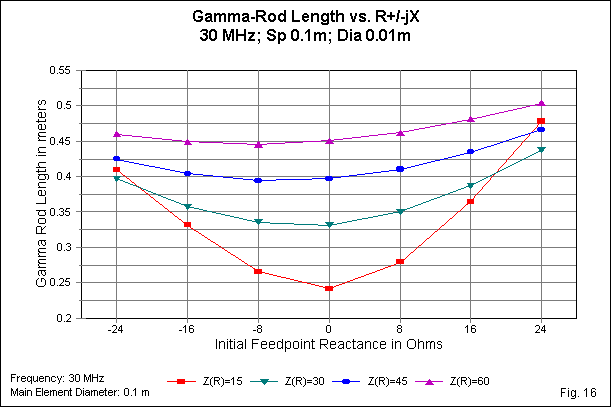 Gamma-Rod Length vs. R+/-jX
30 MHz; Sp 0.1m; Dia 0.01m
Gamma Rod Length in meters
0.55
0.5
0.45
0.4
0.35
0.3
0.25
0.2
-24 -16 -8 0 8 16 24
Initial Feedpoint Reactance in Ohms
Frequency: 30 MHz
Main Element Diameter: 0.1 m
Z(R)=15 Z(R)=30 Z(R)=45 Z(R)=60
Fig. 16